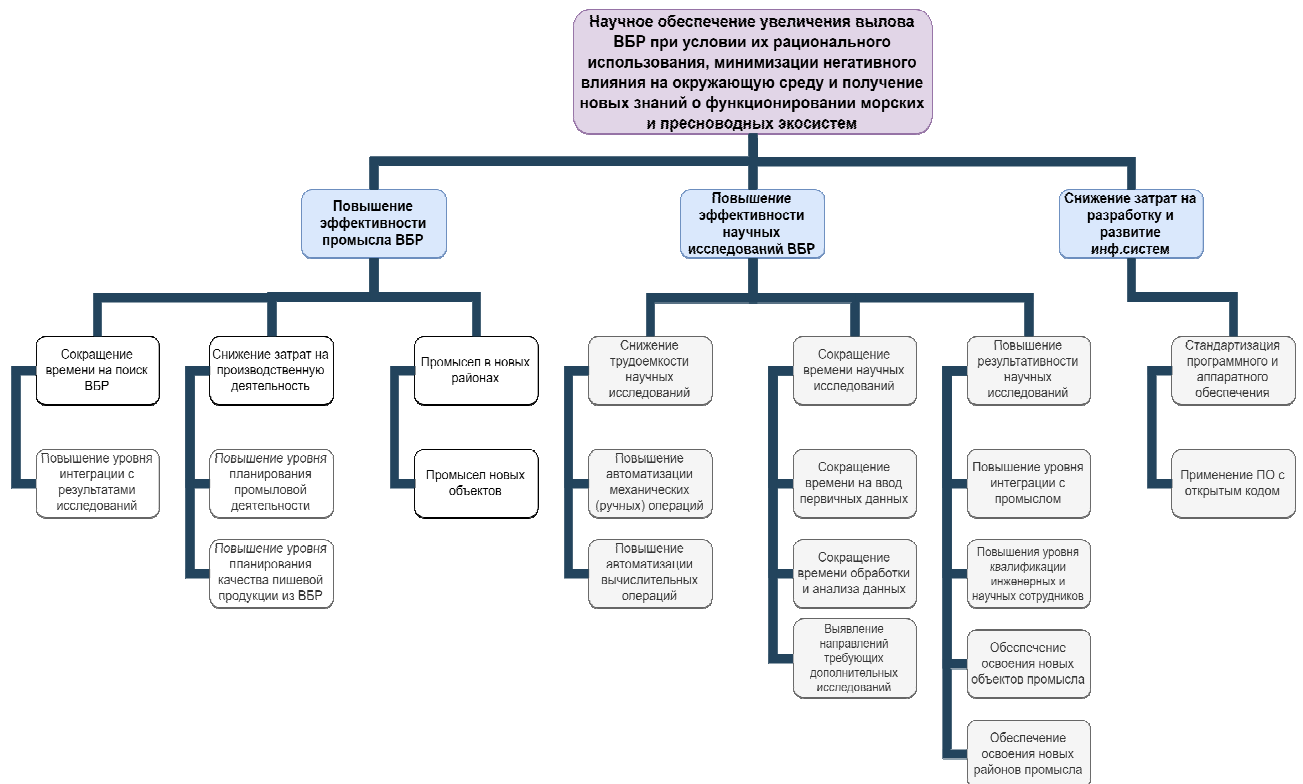 Научное обеспечение увеличения вылова
ВБР при условии их рационального
использования, минимизации негативного
влияния на окружающую среду и получение
новых знаний о функционировании морских
и пресноводных экосистем
Повышение
эффективности
промысла ВБР
Повышение
эффективности
научных
исследований ВБР
Снижение затрат на
разработку и
развитие
инф.систем
Сокращение
времени на поиск
ВБР
Снижение затрат на
производственную
деятельность
Промысел в новых
районах
Снижение
трудоемкости
научных
исследований
Сокращение
времени научных
исследований
Повышение
результативности
научных
исследований
Стандартизация
программного и
аппаратного
обеспечения
Повышение уровня
интеграции с
результатами
исследований
Повышение уровня
планирования
промыловой
деятельности
Промысел новых
объектов
Повышение
автоматизации
механических
(ручных) операций
Сокращение
времени на ввод
первичных данных
Повышение уровня
интеграции с
промыслом
Применение ПО с
открытым кодом
Повышение уровня
планирования
качества пишевой
продукции из ВБР
Повышение
автоматизации
вычислительных
операций
Сокращение
времени обработки
и анализа данных
Повышения уровня
квалификации
инженерных и
научных сотрудников
Выявление
направлений
требующих
дополнительных
исследований
Обеспечение
освоения новых
объектов промысла
Обеспечение
освоения новых
районов промысла